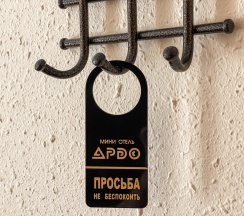 МИНИ ОТЕЛЬ
АРДО
ПРОСЬБА
НЕ БЕСПОКОИТЬ